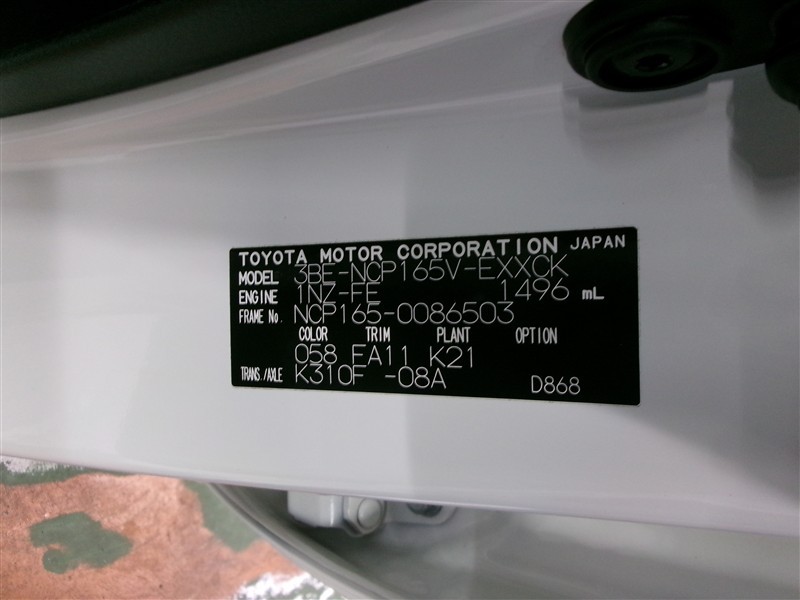 TOYOTA MOTOR CORPORATION JAPAN
MODEL 3BE-NCP165V-EXXCK
ENGINE 1NZ-FE 1496 mL
FRAME No. NCP165-0086503
COLOR TRIM PLANT OPTION
058 FA11 K21
TRANS./AXLE K310F -08A D868